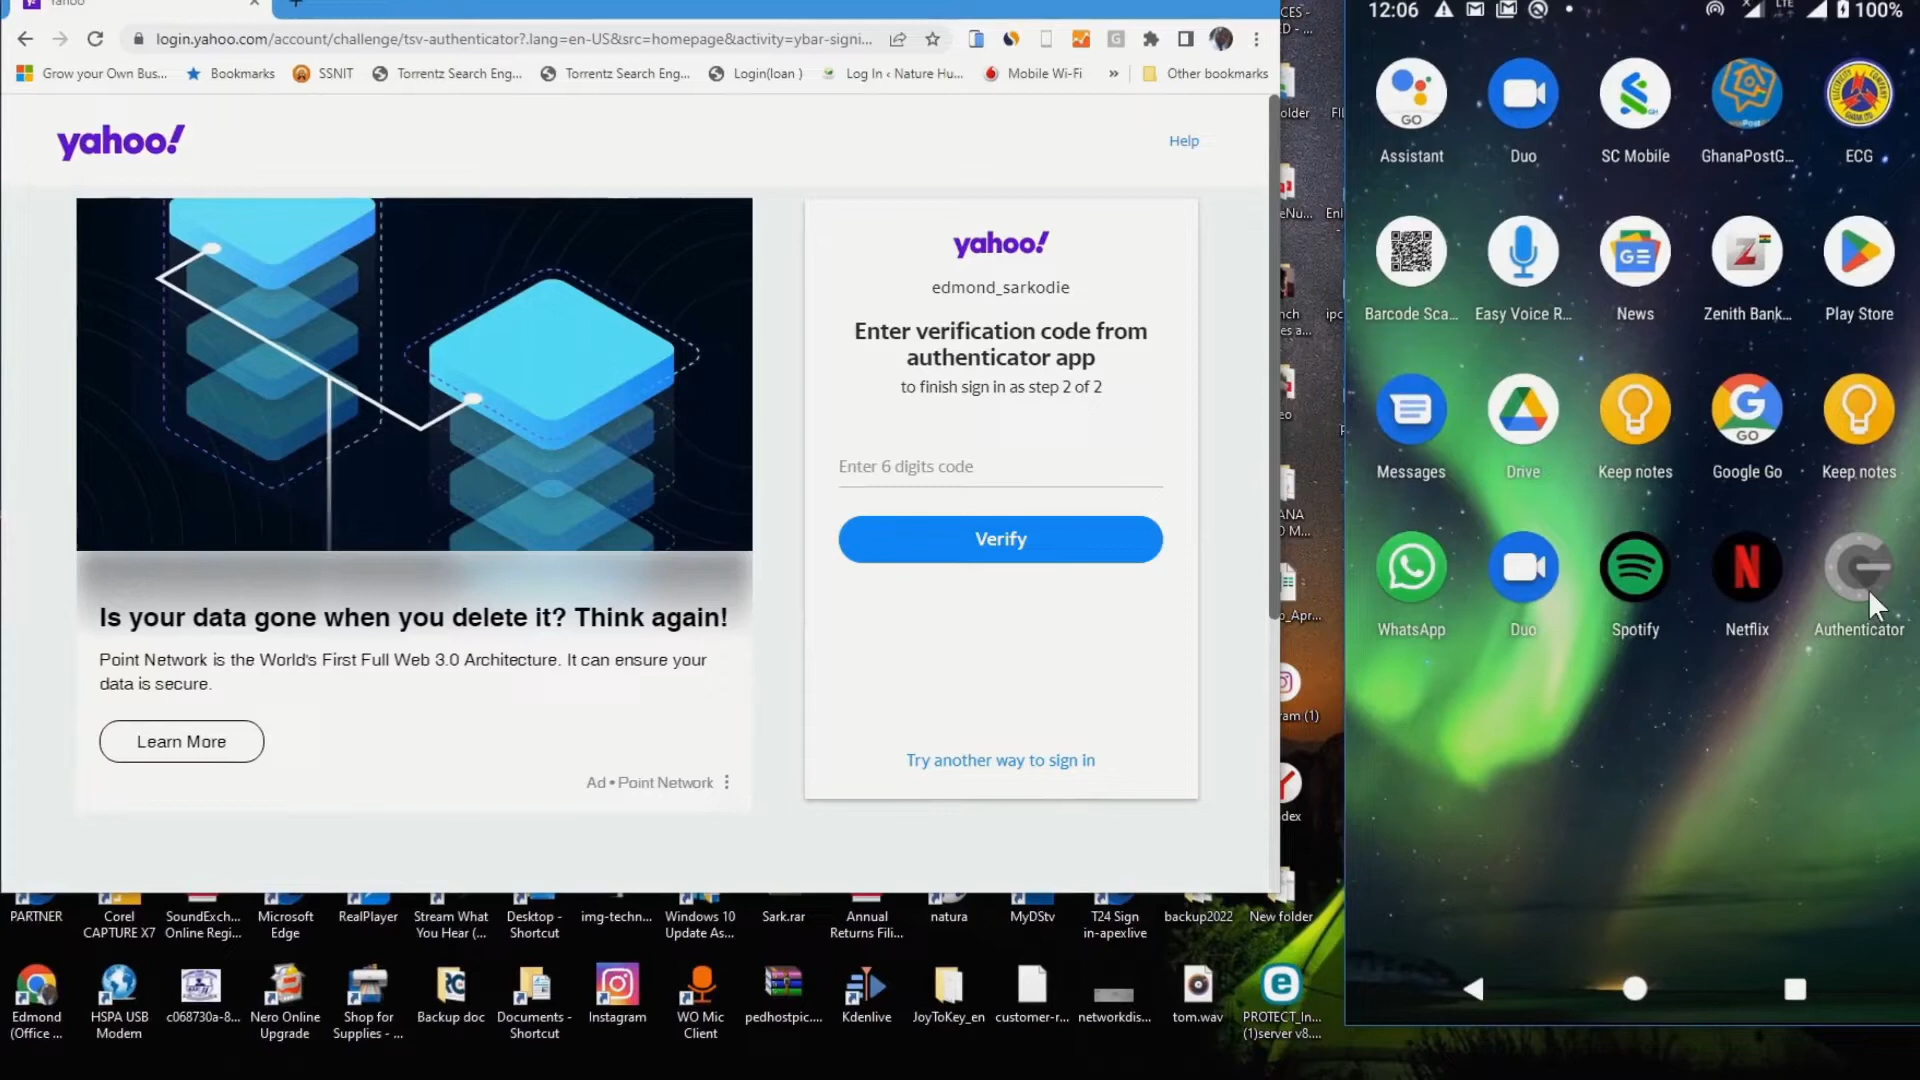 Yahoo
login.yahoo.com/account/challenge/tsv-authenticator?.lang=en-US&src=homepage&activity=ybar-signi...
Grow your Own Bus... Bookmarks SSNIT Torrentz Search Eng... Torrentz Search Eng... Login(loan ) Log In ‹ Nature Hu... Mobile Wi-Fi » Other bookmarks
yahoo!
Help
yahoo!
edmond_sarkodie
Enter verification code from
authenticator app
to finish sign in as step 2 of 2
Enter 6 digits code
Verify
Try another way to sign in
Is your data gone when you delete it? Think again!
Point Network is the World's First Full Web 3.0 Architecture. It can ensure your
data is secure.
Learn More
Ad • Point Network
12:06 LTE 100%
GO GH Post
Assistant Duo SC Mobile GhanaPostG... ECG
Barcode Sca... Easy Voice R... News Zenith Bank... Play Store
GO
Messages Drive Keep notes Google Go Keep notes
WhatsApp Duo Spotify Netflix Authenticator
PARTNER
Corel
CAPTURE X7
SoundExch...
Online Regi...
Microsoft
Edge
RealPlayer
Stream What
You Hear (...
Desktop -
Shortcut
img-techn...
Windows 10
Update As...
Sark.rar
Annual
Returns Fili...
natura
MyDStv
T24 Sign
in-apexlive
backup2022
New folder
Edmond
(Office ...
HSPA USB
Modem
c068730a-8...
Nero Online
Upgrade
Shop for
Supplies - ...
Backup doc
Documents -
Shortcut
Instagram
WO Mic
Client
pedhostpic....
Kdenlive
JoyToKey_en
customer-r...
networkdis...
tom.wav
PROTECT_In...
(1)server v8....